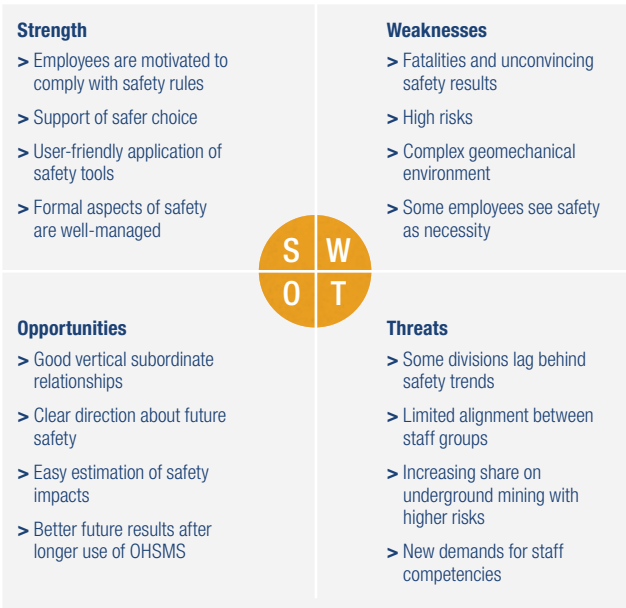 Strength
> Employees are motivated to
comply with safety rules
> Support of safer choice
> User-friendly application of
safety tools
> Formal aspects of safety
are well-managed
Weaknesses
> Fatalities and unconvincing
safety results
> High risks
> Complex geomechanical
environment
> Some employees see safety
as necessity
S W
O T
Opportunities
> Good vertical subordinate
relationships
> Clear direction about future
safety
> Easy estimation of safety
impacts
> Better future results after
longer use of OHSMS
Threats
> Some divisions lag behind
safety trends
> Limited alignment between
staff groups
> Increasing share on
underground mining with
higher risks
> New demands for staff
competencies